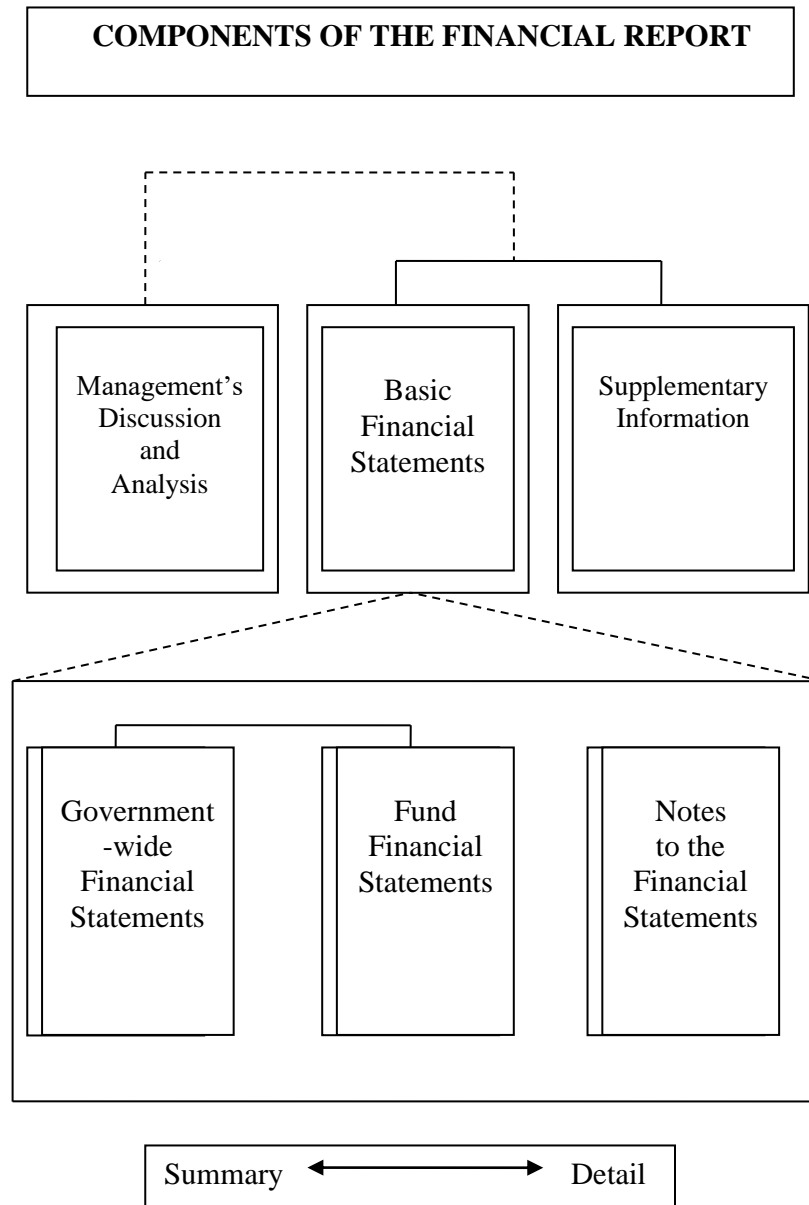 COMPONENTS OF THE FINANCIAL REPORT
Management’s
Discussion
and
Analysis
Basic
Financial
Statements
Supplementary
Information
Government
-wide
Financial
Statements
Fund
Financial
Statements
Notes
to the
Financial
Statements
Summary
Detail